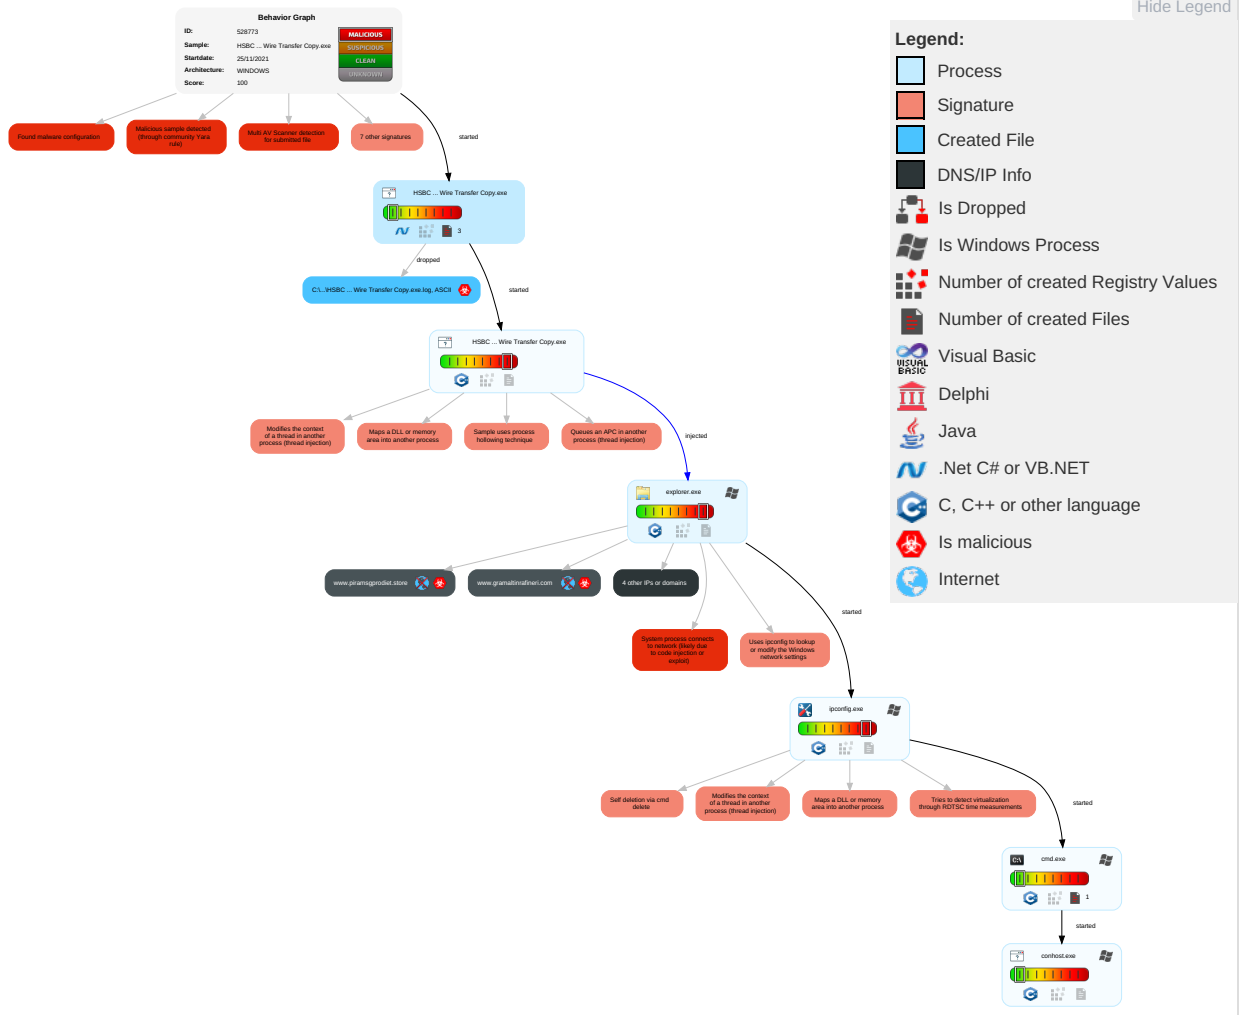 Hide Legend
Behavior Graph
ID: 528773
Sample: HSBC ... Wire Transfer Copy.exe
Startdate: 25/11/2021
Architecture: WINDOWS
Score: 100
MALICIOUS
SUSPICIOUS
CLEAN
UNKNOWN
Legend:
Process
Signature
Created File
DNS/IP Info
Is Dropped
Is Windows Process
Number of created Registry Values
Number of created Files
VISUAL
BASIC
Visual Basic
Delphi
Java
.Net C# or VB.NET
C, C++ or other language
Is malicious
Internet
Found malware configuration
Malicious sample detected
(through community Yara
rule)
Multi AV Scanner detection
for submitted file
7 other signatures
started
HSBC ... Wire Transfer Copy.exe
3
dropped
C:\...\HSBC ... Wire Transfer Copy.exe.log, ASCII
started
HSBC ... Wire Transfer Copy.exe
Modifies the context
of a thread in another
process (thread injection)
Maps a DLL or memory
area into another process
Sample uses process
hollowing technique
Queues an APC in another
process (thread injection)
injected
explorer.exe
www.piramsgprodiet.store
www.gramaltinrafineri.com
4 other IPs or domains
started
System process connects
to network (likely due
to code injection or
exploit)
Uses ipconfig to lookup
or modify the Windows
network settings
ipconfig.exe
Self deletion via cmd
delete
Modifies the context
of a thread in another
process (thread injection)
Maps a DLL or memory
area into another process
Tries to detect virtualization
through RDTSC time measurements
started
C:\
cmd.exe
1
started
conhost.exe